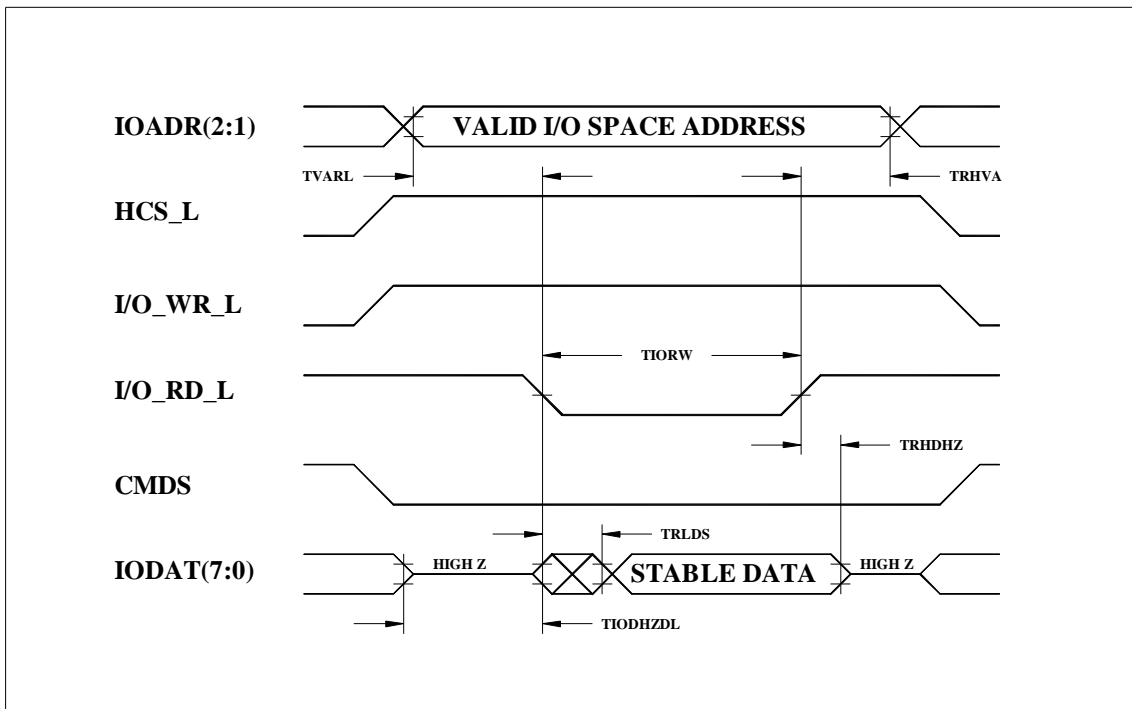 IOADR(2:1)
VALID I/O SPACE ADDRESS
TVARL
TRHVA
HCS_L
I/O_WR_L
TIORW
I/O_RD_L
TRHDHZ
CMDS
TRLDS
IODAT(7:0)
HIGH Z
STABLE DATA
HIGH Z
TIODHZDL